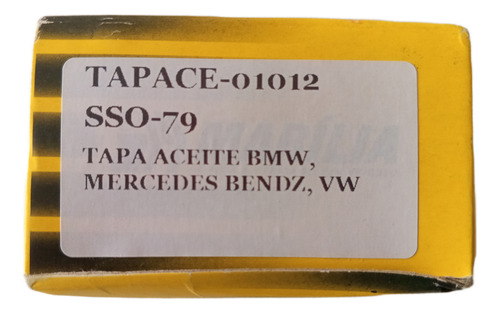 TAPACE-01012
SSO-79
TAPA ACEITE BMW,
MERCEDES BENDZ, VW